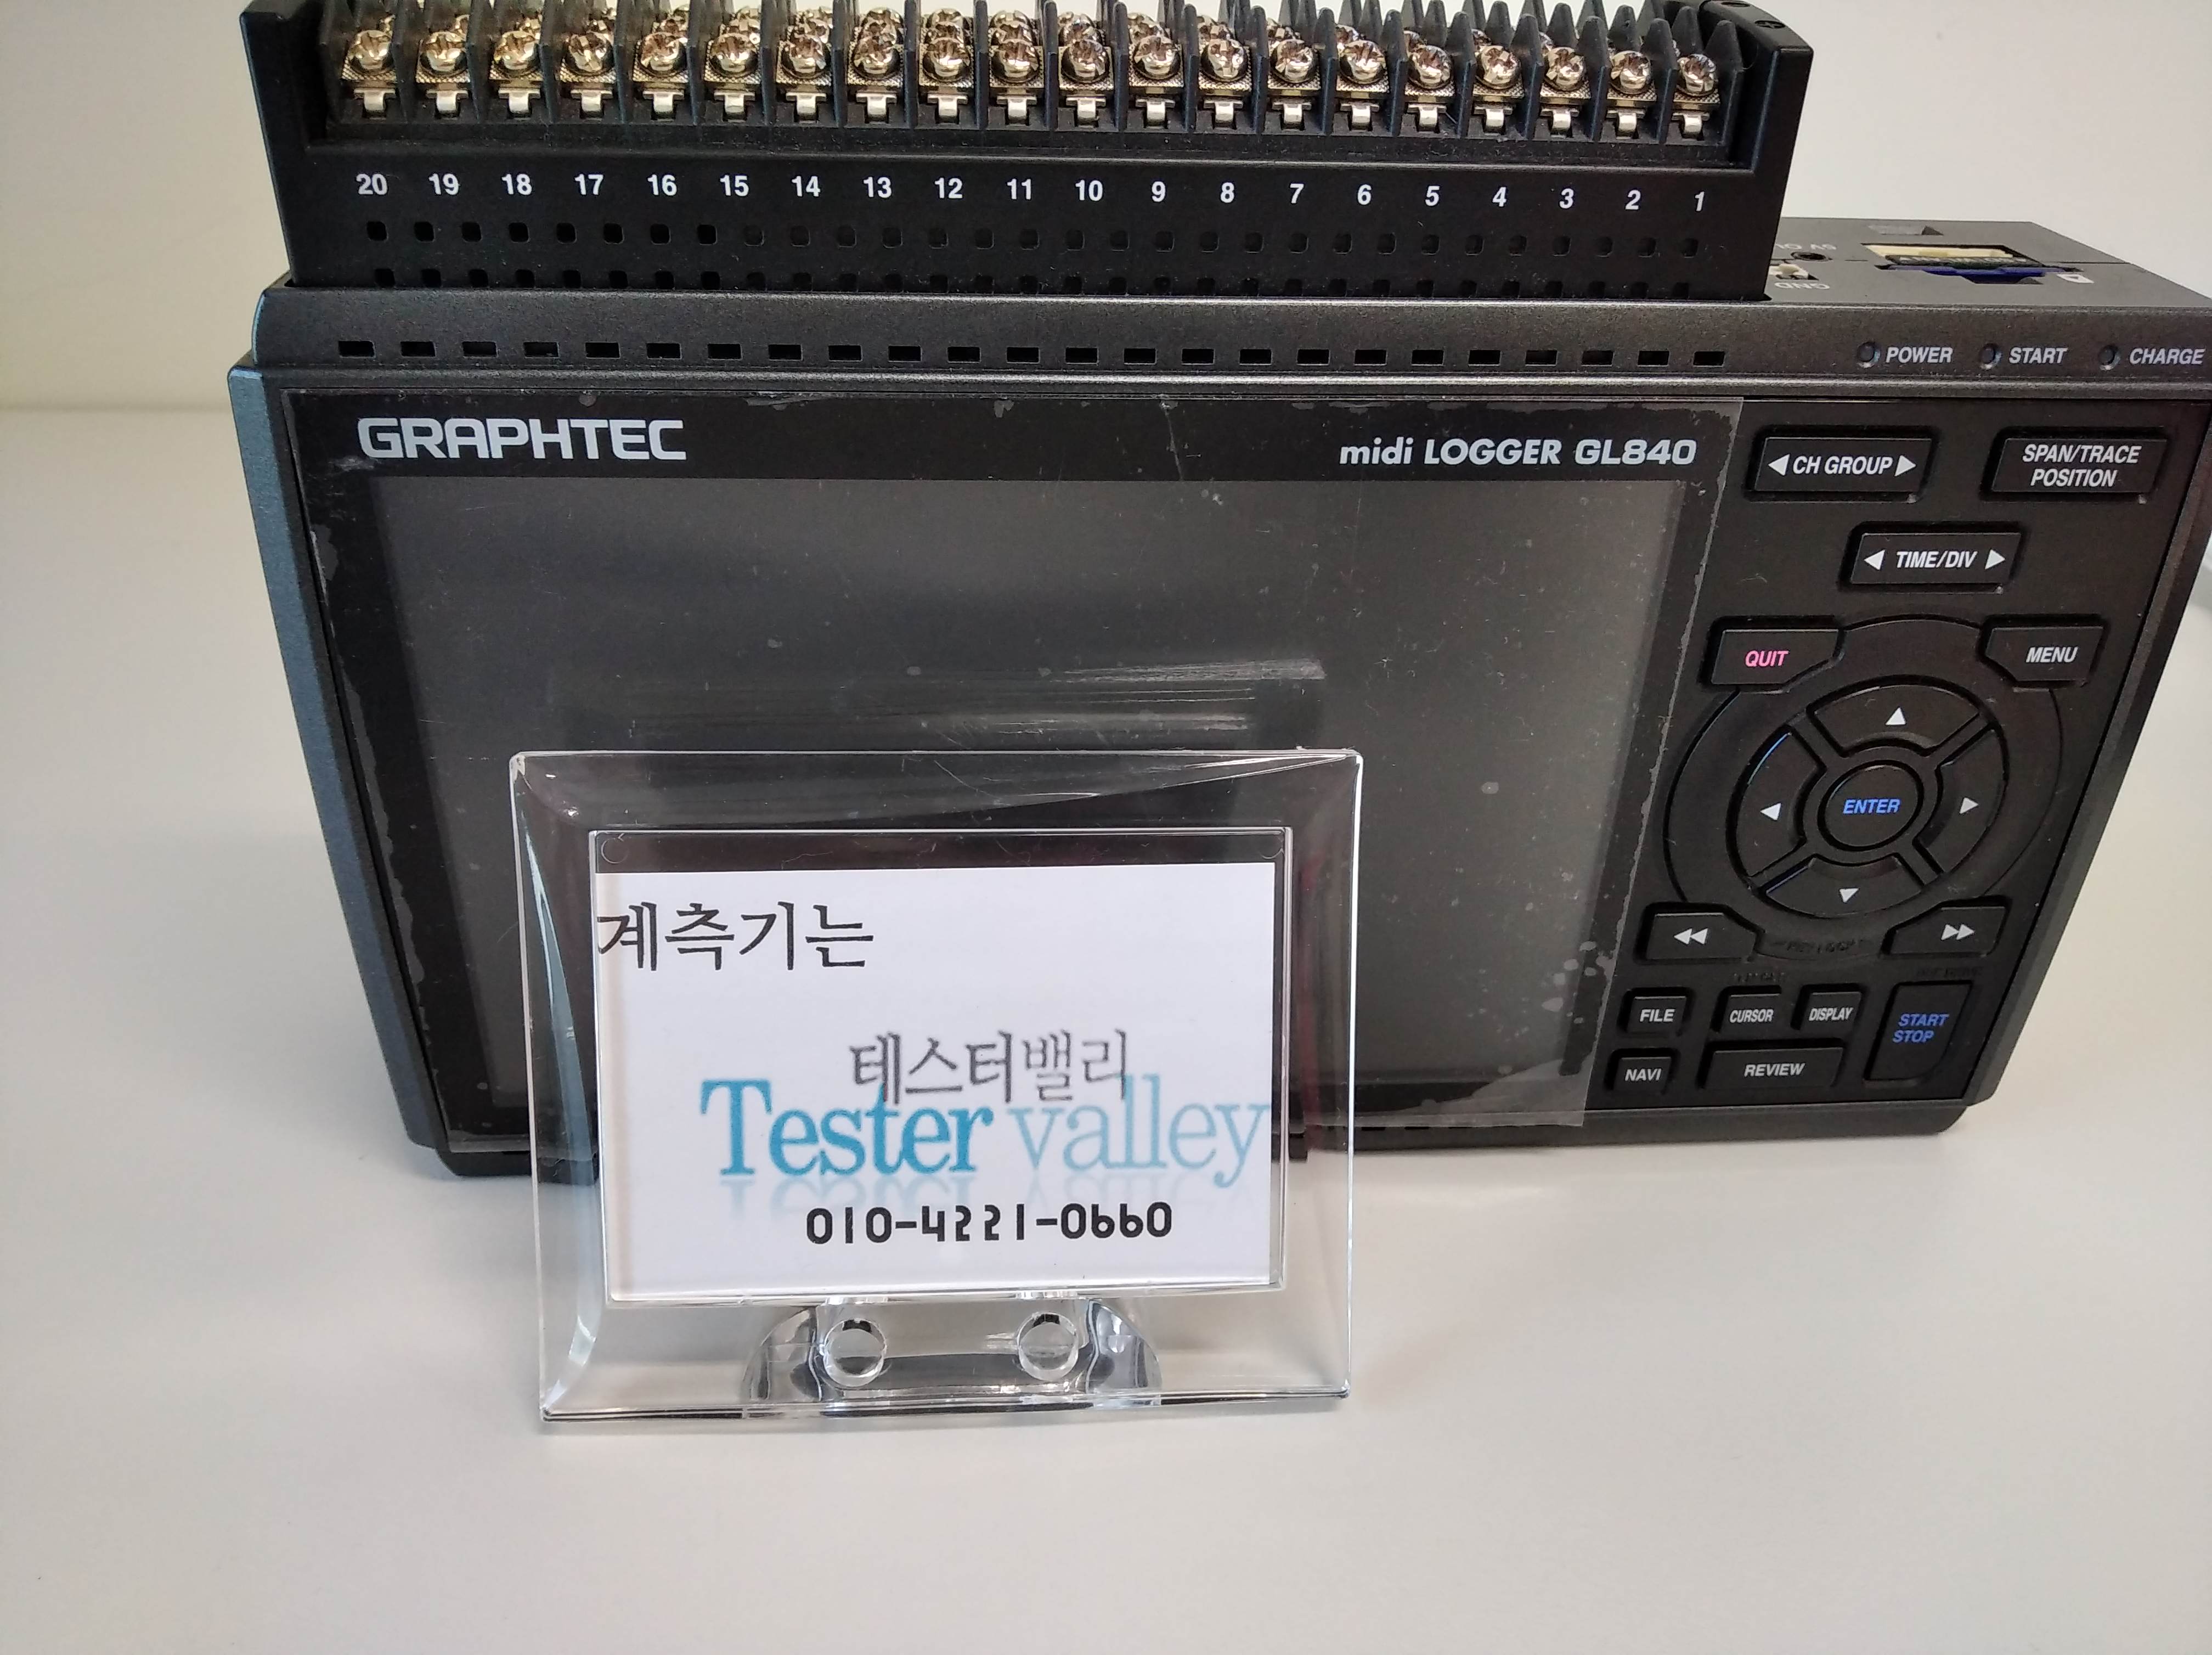 20 19 18 17 16 15 14 13 12 11 10 9 8 7 6 5 4 3 2 1
GND
POWER START CHARGE
GRAPHTEC
midi LOGGER GL840
◀ CH GROUP ▶
SPAN/TRACE
POSITION
◀ TIME/DIV ▶
QUIT
MENU
ENTER
FILE
CURSOR
DISPLAY
START
STOP
NAVI
REVIEW
계측기는
테스터밸리
Tester valley
010-4221-0660